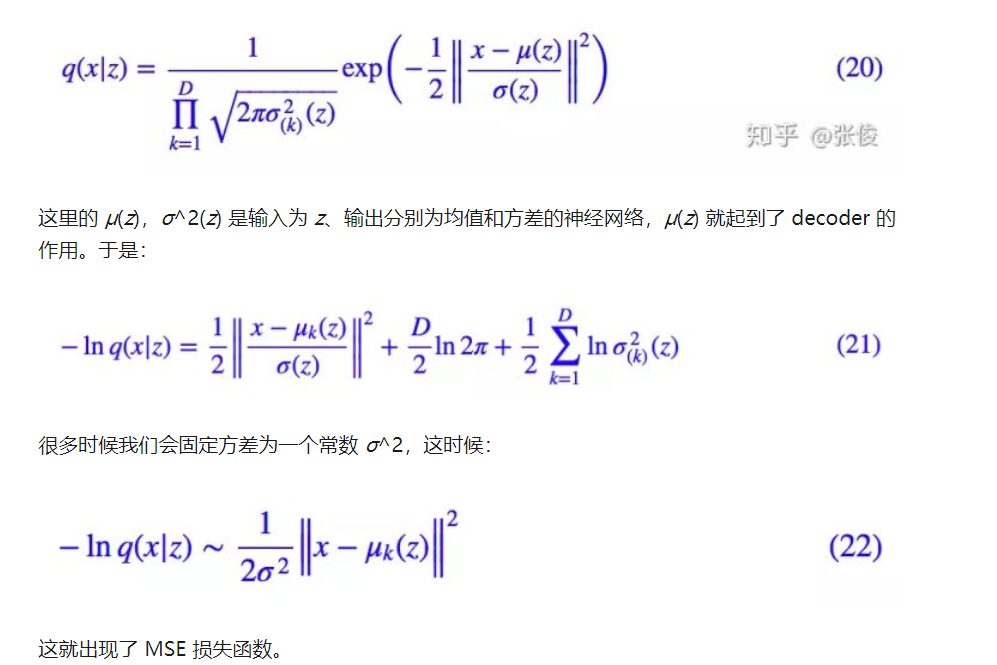 q(x|z) = \frac{1}{\prod_{k=1}^{D} \sqrt{2\pi\sigma_{(k)}^{2}(z)}} \exp\left(-\frac{1}{2}\left\|\frac{x-\mu(z)}{\sigma(z)}\right\|^{2}\right) (20)
知乎 @张俊
这里的 μ(z)，σ^2(z) 是输入为 z、输出分别为均值和方差的神经网络，μ(z) 就起到了 decoder 的
作用。于是：
-\ln q(x|z) = \frac{1}{2}\left\|\frac{x-\mu_k(z)}{\sigma(z)}\right\|^{2} + \frac{D}{2}\ln 2\pi + \frac{1}{2}\sum_{k=1}^{D}\ln\sigma_{(k)}^{2}(z) (21)
很多时候我们会固定方差为一个常数 σ^2，这时候：
-\ln q(x|z) \sim \frac{1}{2\sigma^{2}}\left\|x-\mu_k(z)\right\|^{2} (22)
这就出现了 MSE 损失函数。